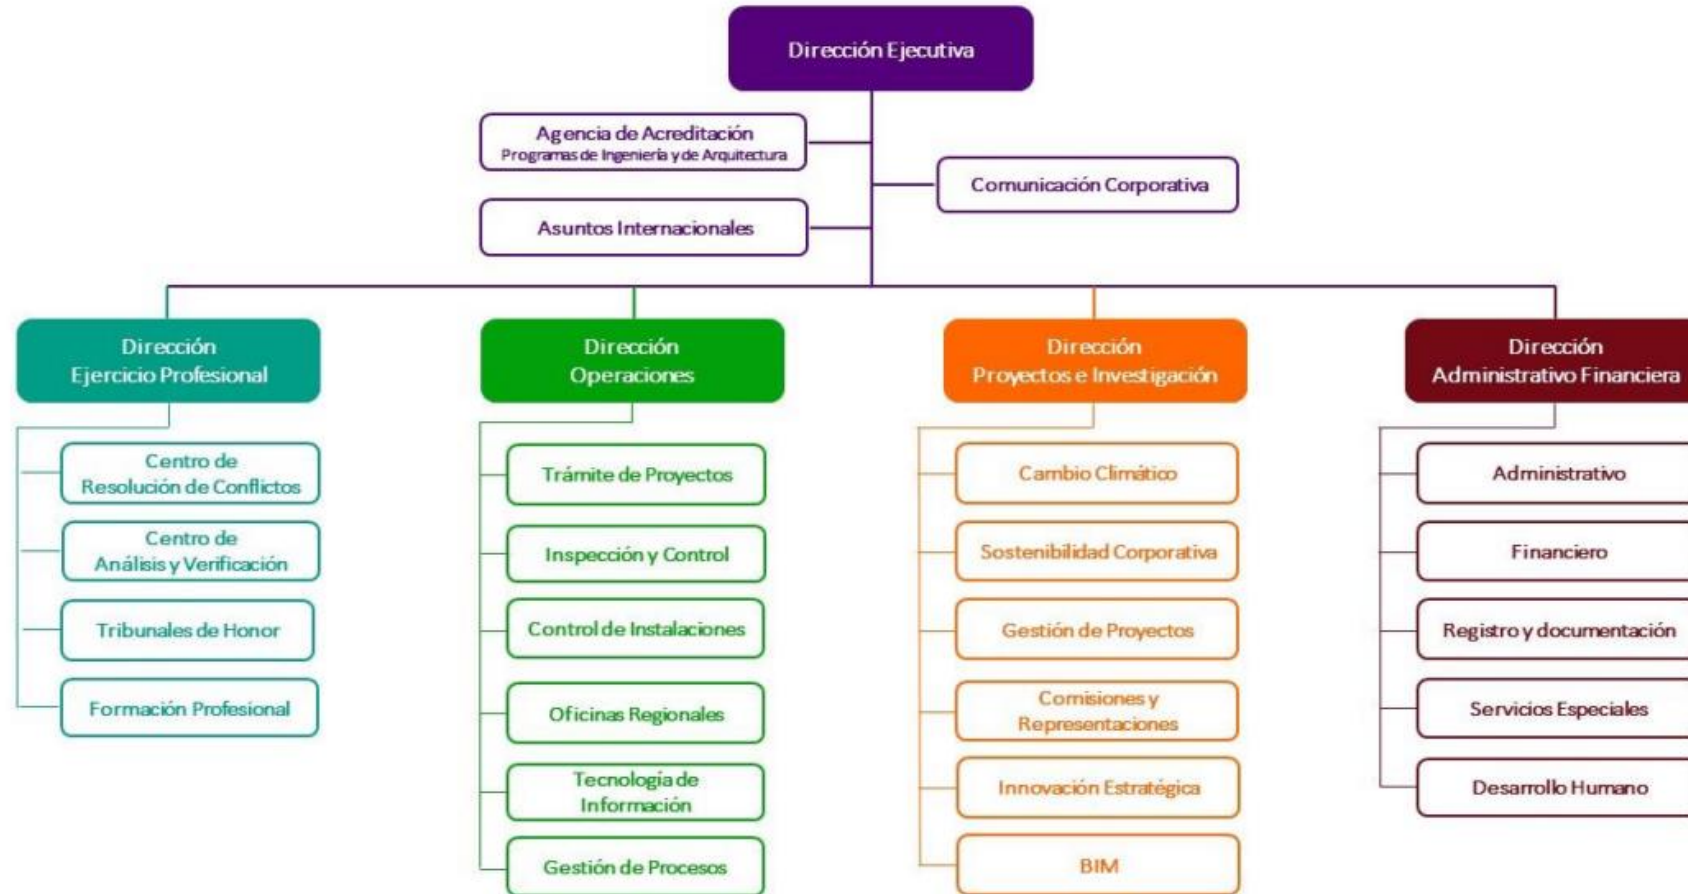 Dirección Ejecutiva
Agencia de Acreditación
Programas de Ingeniería y de Arquitectura
Comunicación Corporativa
Asuntos Internacionales
Dirección
Ejercicio Profesional
Centro de
Resolución de Conflictos
Centro de
Análisis y Verificación
Tribunales de Honor
Formación Profesional
Dirección
Operaciones
Trámite de Proyectos
Inspección y Control
Control de Instalaciones
Oficinas Regionales
Tecnología de
Información
Gestión de Procesos
Dirección
Proyectos e Investigación
Cambio Climático
Sostenibilidad Corporativa
Gestión de Proyectos
Comisiones y
Representaciones
Innovación Estratégica
BIM
Dirección
Administrativo Financiera
Administrativo
Financiero
Registro y documentación
Servicios Especiales
Desarrollo Humano